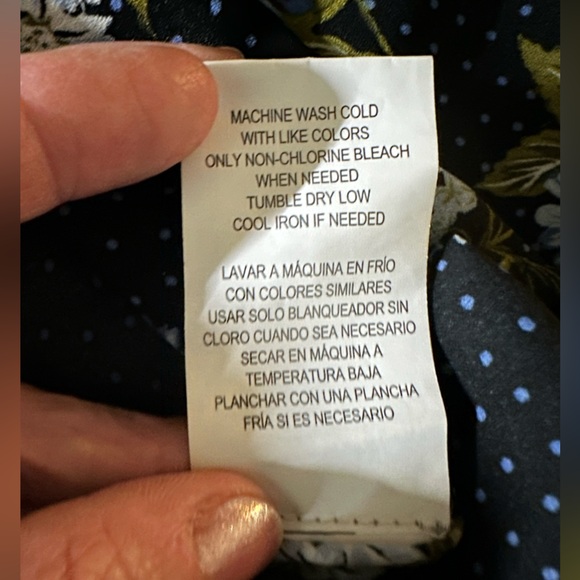 MACHINE WASH COLD
WITH LIKE COLORS
ONLY NON-CHLORINE BLEACH
WHEN NEEDED
TUMBLE DRY LOW
COOL IRON IF NEEDED
LAVAR A MÁQUINA EN FRÍO
CON COLORES SIMILARES
USAR SOLO BLANQUEADOR SIN
CLORO CUANDO SEA NECESARIO
SECAR EN MÁQUINA A
TEMPERATURA BAJA
PLANCHAR CON UNA PLANCHA
FRÍA SI ES NECESARIO